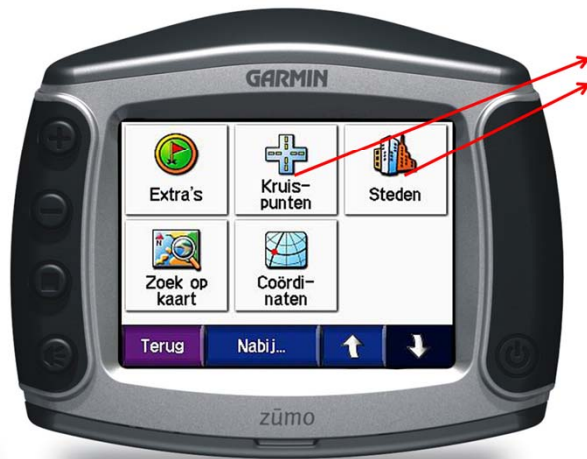 GARMIN
Extra's
Kruis-
punten
Steden
Zoek op
kaart
Coördi-
naten
Terug
Nabij...
zūmo